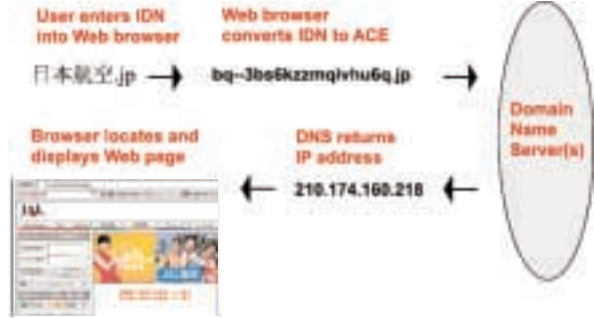 User enters IDN
into Web browser
Web browser
converts IDN to ACE
日本航空.jp
bq--3bs6kzzmqlvhu6q.jp
Domain
Name
Server(s)
Browser locates and
displays Web page
DNS returns
IP address
210.174.160.218
JAL